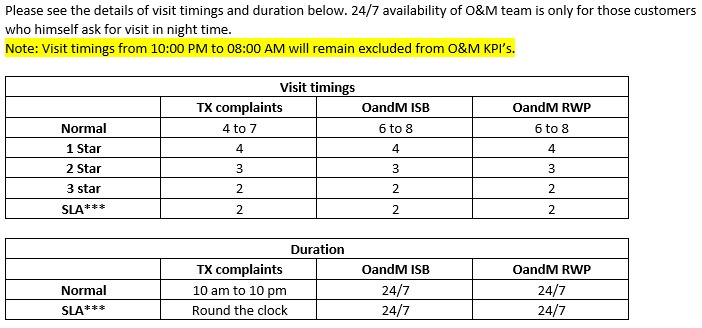 Please see the details of visit timings and duration below. 24/7 availability of O&M team is only for those customers
who himself ask for visit in night time.
Note: Visit timings from 10:00 PM to 08:00 AM will remain excluded from O&M KPI's.
Visit timings
TX complaints OandM ISB OandM RWP
Normal 4 to 7 6 to 8 6 to 8
1 Star 4 4 4
2 Star 3 3 3
3 star 2 2 2
SLA*** 2 2 2
Duration
TX complaints OandM ISB OandM RWP
Normal 10 am to 10 pm 24/7 24/7
SLA*** Round the clock 24/7 24/7